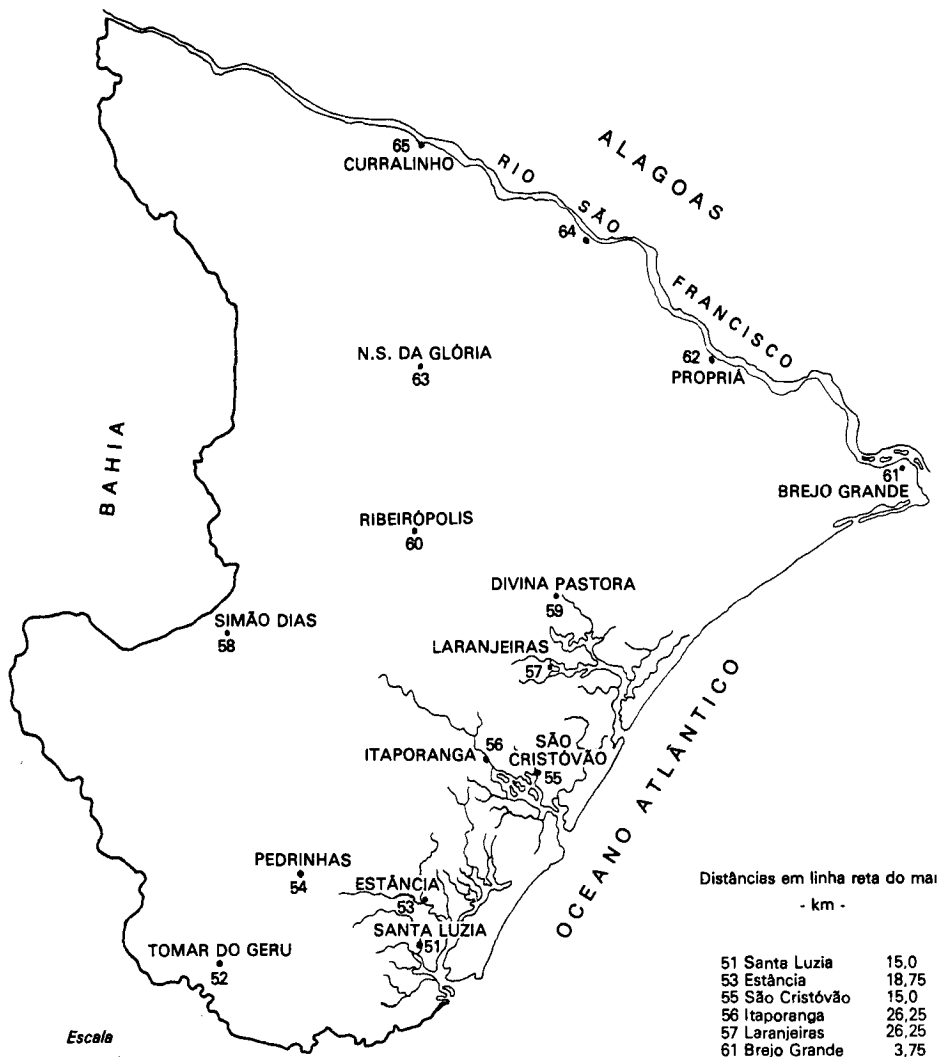 ALAGOAS
65
CURRALINHO
RIO SÃO FRANCISCO
64
N.S. DA GLÓRIA
63
62
PROPRIÁ
BAHIA
61
BREJO GRANDE
RIBEIRÓPOLIS
60
DIVINA PASTORA
59
SIMÃO DIAS
58
LARANJEIRAS
57
OCEANO ATLÂNTICO
56
ITAPORANGA
SÃO
CRISTÓVÃO
55
PEDRINHAS
54
ESTÂNCIA
53
SANTA LUZIA
51
TOMAR DO GERU
52
Distâncias em linha reta do mar
- km -
51 Santa Luzia 15,0
53 Estância 18,75
55 São Cristóvão 15,0
56 Itaporanga 26,25
57 Laranjeiras 26,25
61 Brejo Grande 3,75
Escala